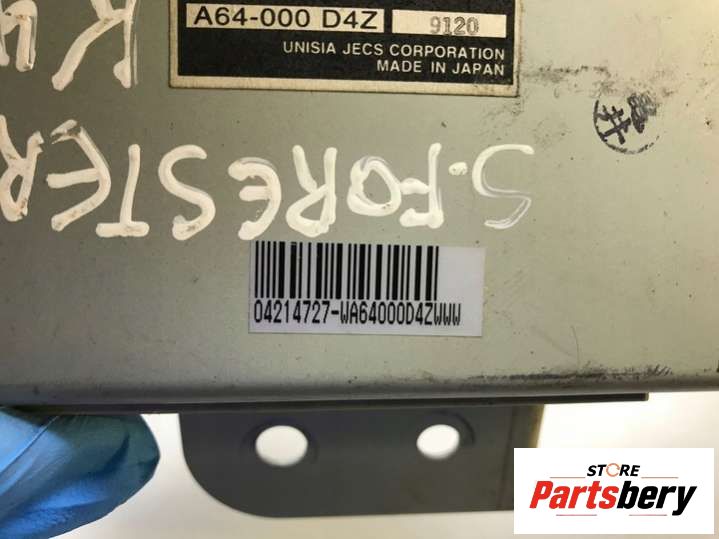 A64-000 D4Z 9120
UNISIA JECS CORPORATION
MADE IN JAPAN
S.FORESTER
04214727-WA64000D4ZWWW
STORE
Partsbery